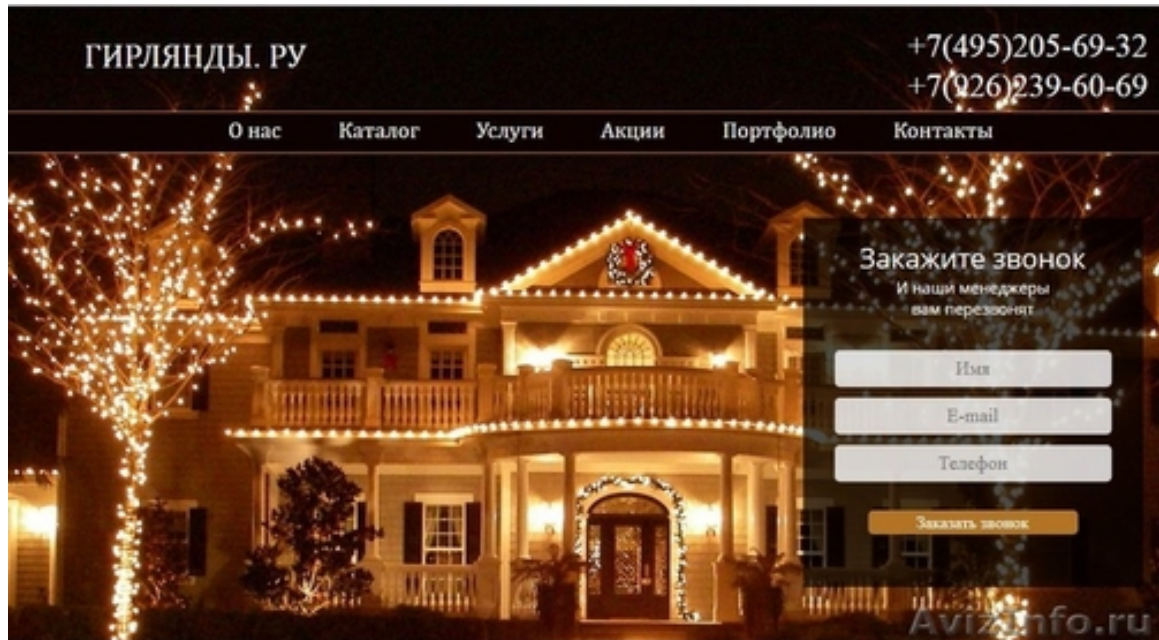 ГИРЛЯНДЫ. РУ
+7(495)205-69-32
+7(926)239-60-69
О нас Каталог Услуги Акции Портфолио Контакты
Закажите звонок
И наши менеджеры
вам перезвонят
Имя
E-mail
Телефон
Заказать звонок
AvizInfo.ru